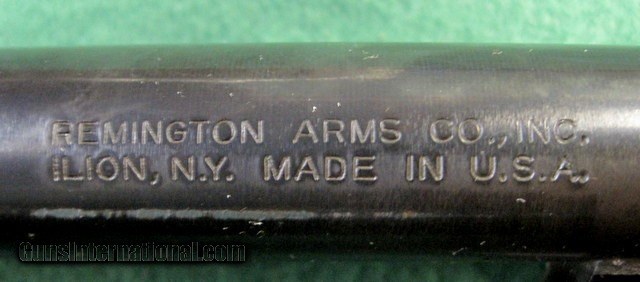 REMINGTON ARMS CO., INC.
ILION, N.Y. MADE IN U.S.A.
GunsInternational.com